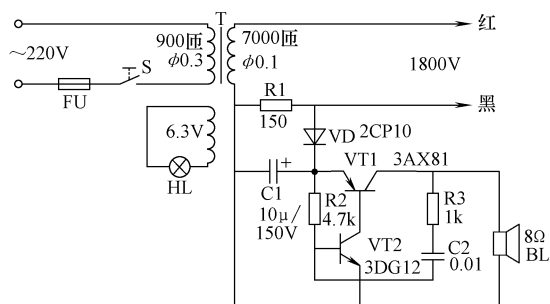 T
红
~220V
900匝
ϕ0.3
7000匝
ϕ0.1
1800V
S
FU
R1
150
黑
6.3V
HL
VD
2CP10
VT1
3AX81
C1
+
10μ/
150V
R2
4.7k
R3
1k
VT2
3DG12
C2
0.01
8Ω
BL